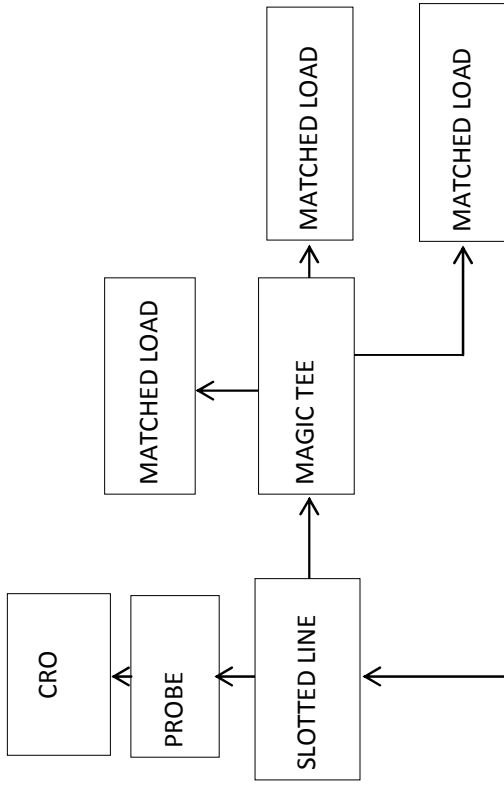 CRO
PROBE
SLOTTED LINE
MATCHED LOAD
MAGIC TEE
MATCHED LOAD
MATCHED LOAD